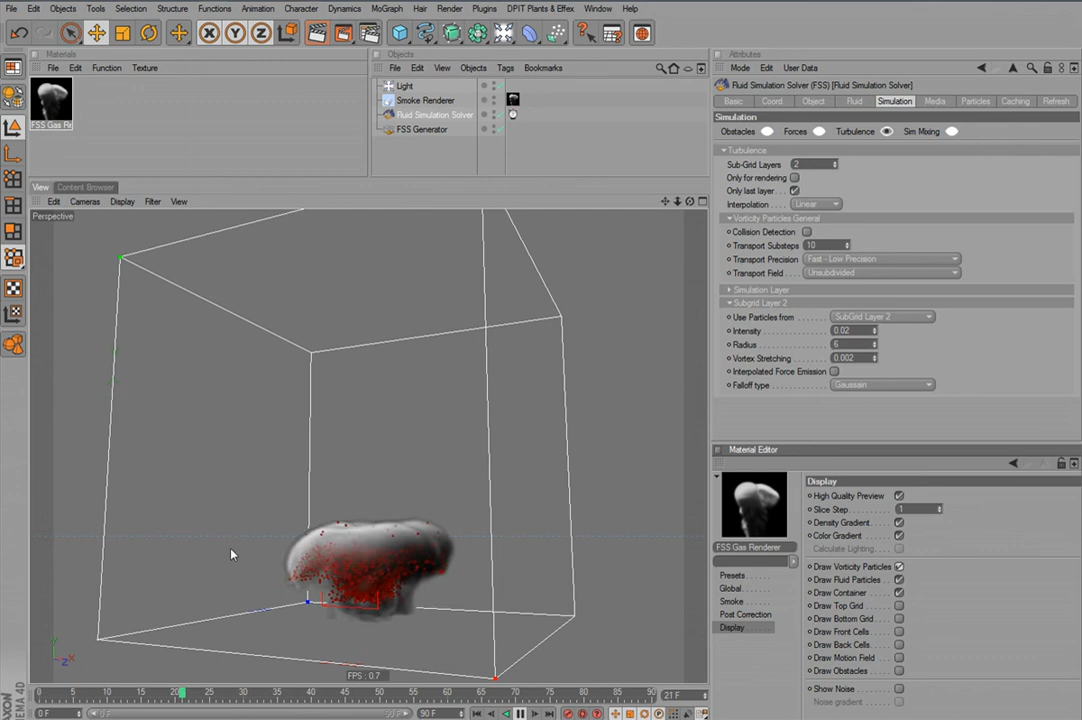 File Edit Objects Tools Selection Structure Functions Animation Character Dynamics MoGraph Hair Render Plugins DPIT Plants & Effex Window Help
Materials
File Edit Function Texture
FSS Gas Rer
Objects
File Edit View Objects Tags Bookmarks
Light
Smoke Renderer
Fluid Simulation Solver
FSS Generator
View Content Browser
Edit Cameras Display Filter View
Perspective
FPS : 0.7
0 5 10 15 20 25 30 35 40 45 50 55 60 65 70 75 80 85 90
21 F
0 F 0 F 90 F 90 F
Attributes
Mode Edit User Data
Fluid Simulation Solver (FSS) [Fluid Simulation Solver]
Basic Coord Object Fluid Simulation Media Particles Caching Refresh
Simulation
Obstacles Forces Turbulence Sim Mixing
Turbulence
Sub-Grid Layers 2
Only for rendering
Only last layer
Interpolation Linear
Vorticity Particles General
Collision Detection
Transport Substeps 10
Transport Precision Fast - Low Precision
Transport Field Unsubdivided
Simulation Layer
Subgrid Layer 2
Use Particles from SubGrid Layer 2
Intensity 0.02
Radius 6
Vortex Stretching 0.002
Interpolated Force Emission
Falloff type Gaussain
Material Editor
FSS Gas Renderer
Presets
Global
Smoke
Post Correction
Display
Display
High Quality Preview
Slice Step 1
Density Gradient
Color Gradient
Calculate Lighting
Draw Vorticity Particles
Draw Fluid Particles
Draw Container
Draw Top Grid
Draw Bottom Grid
Draw Front Cells
Draw Back Cells
Draw Motion Field
Draw Obstacles
Show Noise
Noise gradient
X Y Z
Y
Z X
AXON
CINEMA 4D